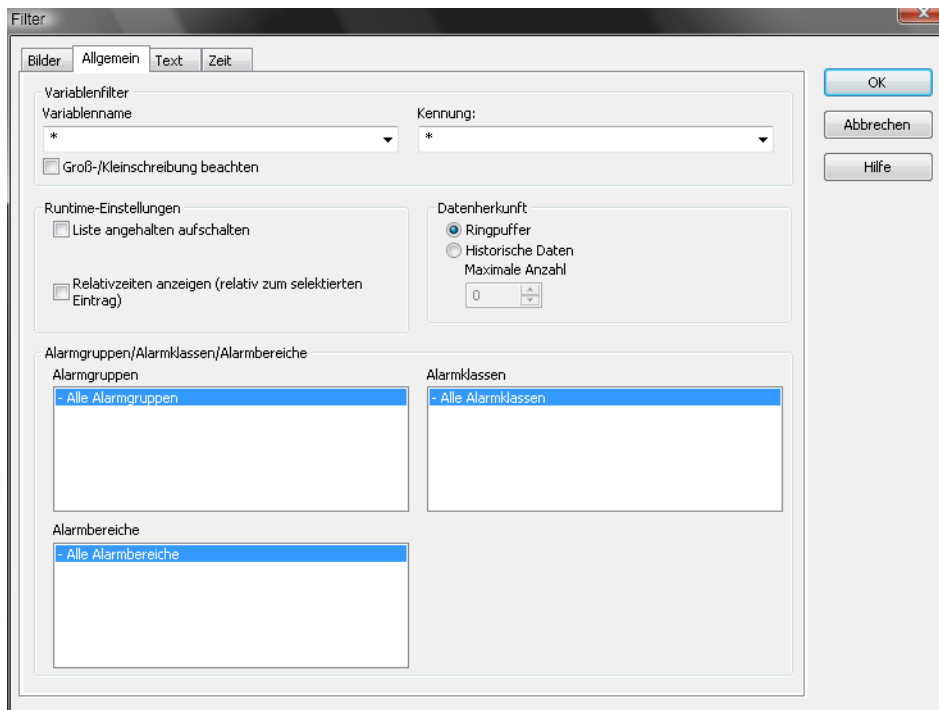 Filter
Bilder Allgemein Text Zeit
Variablenfilter
Variablenname
Kennung:
*
*
Groß-/Kleinschreibung beachten
Runtime-Einstellungen
Liste angehalten aufschalten
Relativzeiten anzeigen (relativ zum selektierten
Eintrag)
Datenherkunft
Ringpuffer
Historische Daten
Maximale Anzahl
0
Alarmgruppen/Alarmklassen/Alarmbereiche
Alarmgruppen
- Alle Alarmgruppen
Alarmklassen
- Alle Alarmklassen
Alarmbereiche
- Alle Alarmbereiche
OK
Abbrechen
Hilfe